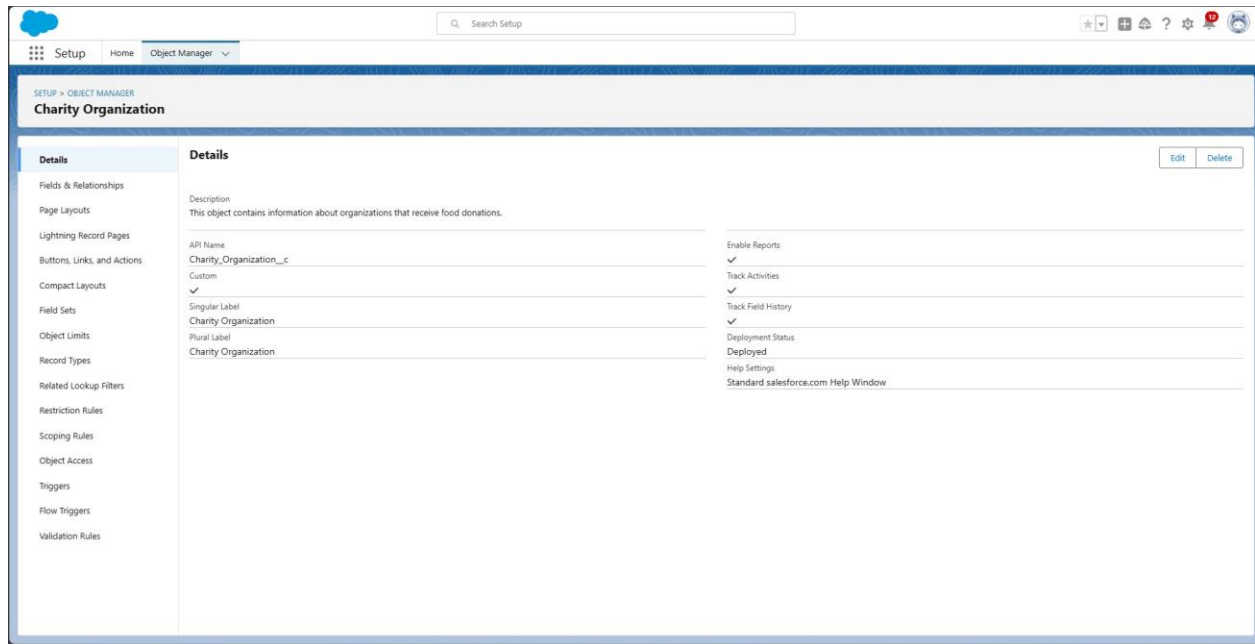 Search Setup
12
Setup
Home
Object Manager
SETUP > OBJECT MANAGER
Charity Organization
Details
Fields & Relationships
Page Layouts
Lightning Record Pages
Buttons, Links, and Actions
Compact Layouts
Field Sets
Object Limits
Record Types
Related Lookup Filters
Restriction Rules
Scoping Rules
Object Access
Triggers
Flow Triggers
Validation Rules
Details
Edit
Delete
Description
This object contains information about organizations that receive food donations.
API Name
Charity_Organization__c
Custom
Singular Label
Charity Organization
Plural Label
Charity Organization
Enable Reports
Track Activities
Track Field History
Deployment Status
Deployed
Help Settings
Standard salesforce.com Help Window